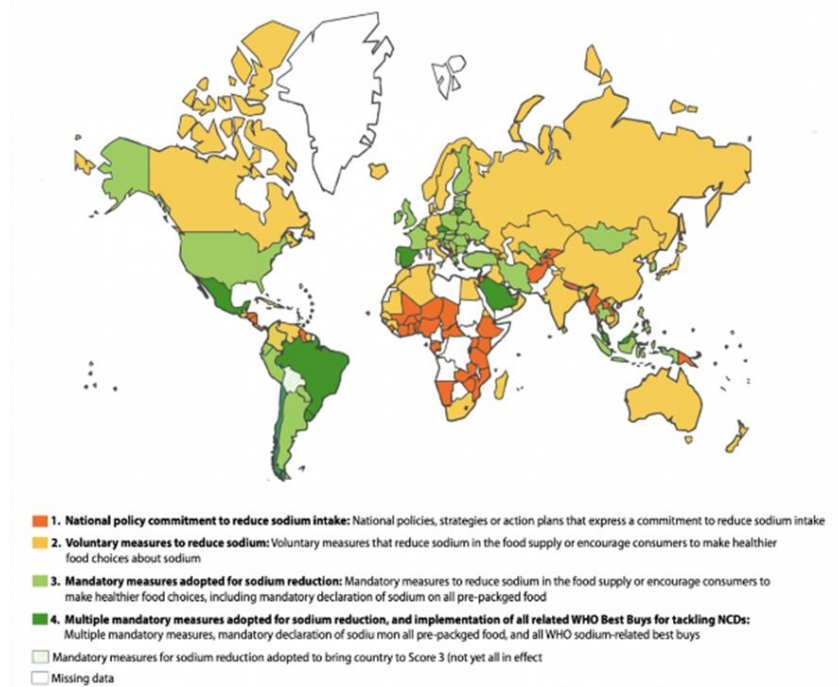 1. National policy commitment to reduce sodium intake: National policies, strategies or action plans that express a commitment to reduce sodium intake
2. Voluntary measures to reduce sodium: Voluntary measures that reduce sodium in the food supply or encourage consumers to make healthier
food choices about sodium
3. Mandatory measures adopted for sodium reduction: Mandatory measures to reduce sodium in the food supply or encourage consumers to
make healthier food choices, including mandatory declaration of sodium on all pre-packged food
4. Multiple mandatory measures adopted for sodium reduction, and implementation of all related WHO Best Buys for tackling NCDs:
Multiple mandatory measures, mandatory declaration of sodiu mon all pre-packged food, and all WHO sodium-related best buys
Mandatory measures for sodium reduction adopted to bring country to Score 3 (not yet all in effect
Missing data